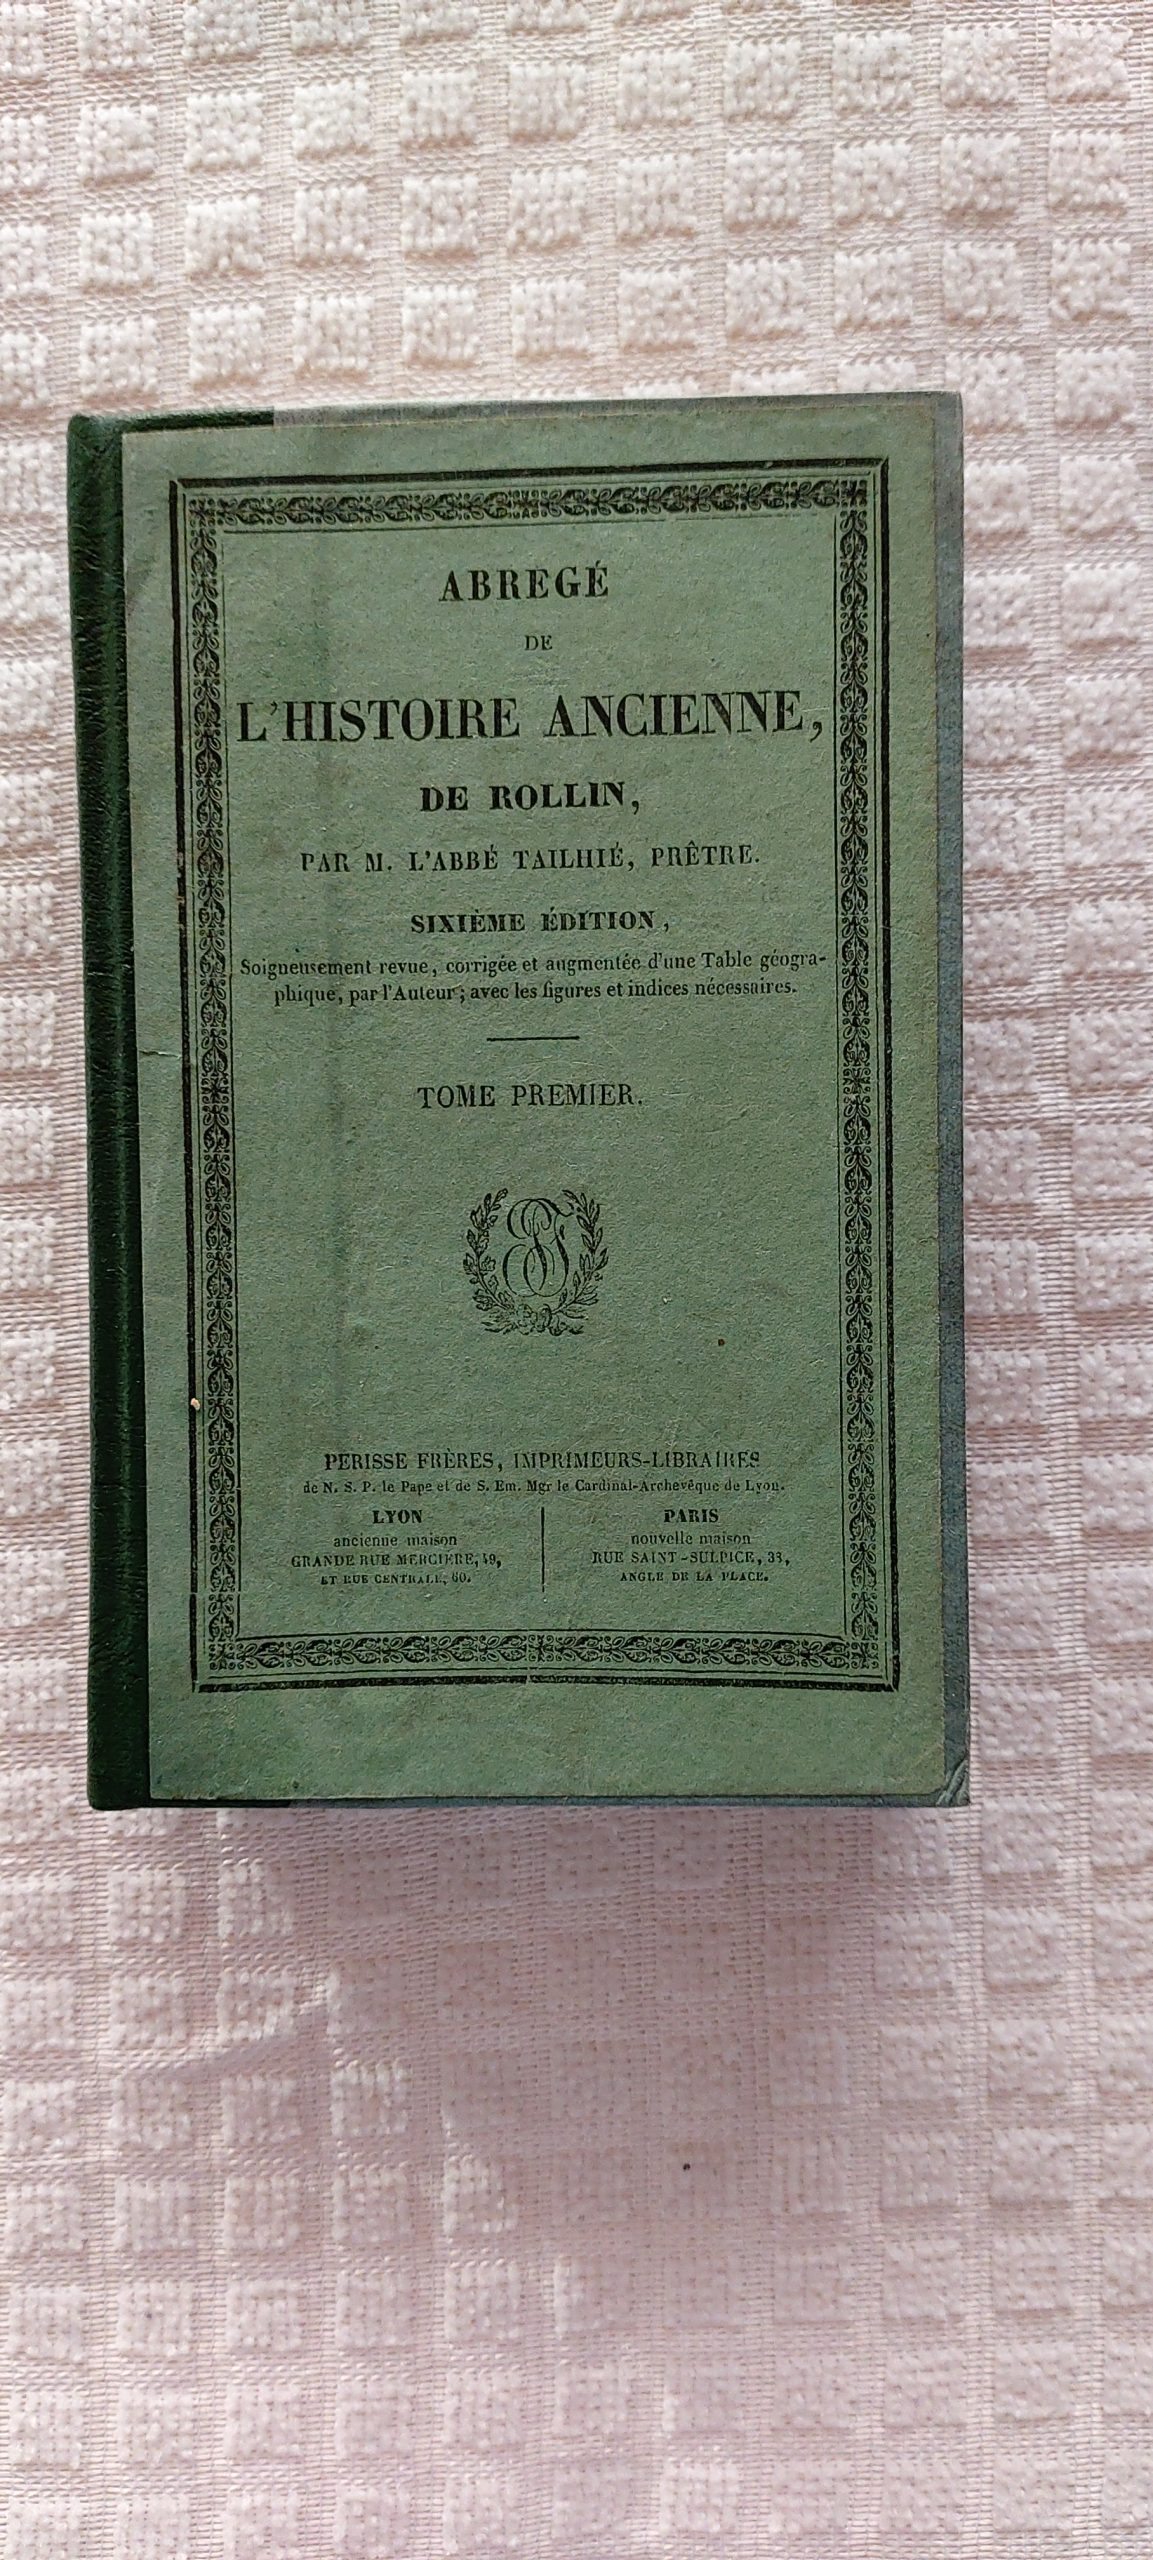 ABREGÉ
DE
L'HISTOIRE ANCIENNE,
DE ROLLIN,
PAR M. L'ABBÉ TAILHIÉ, PRÊTRE.
SIXIÈME ÉDITION,
Soigneusement revue, corrigée et augmentée d'une Table géogra-
phique, par l'Auteur; avec les figures et indices nécessaires.
TOME PREMIER.
PERISSE FRÈRES, IMPRIMEURS-LIBRAIRES
de N. S. P. le Pape et de S. Em. Mgr le Cardinal-Archevêque de Lyon.
LYON
ancienne maison
GRANDE RUE MERCIÈRE, 49,
ET RUE CENTRALE, 60.
PARIS
nouvelle maison
RUE SAINT-SULPICE, 38,
ANGLE DE LA PLACE.